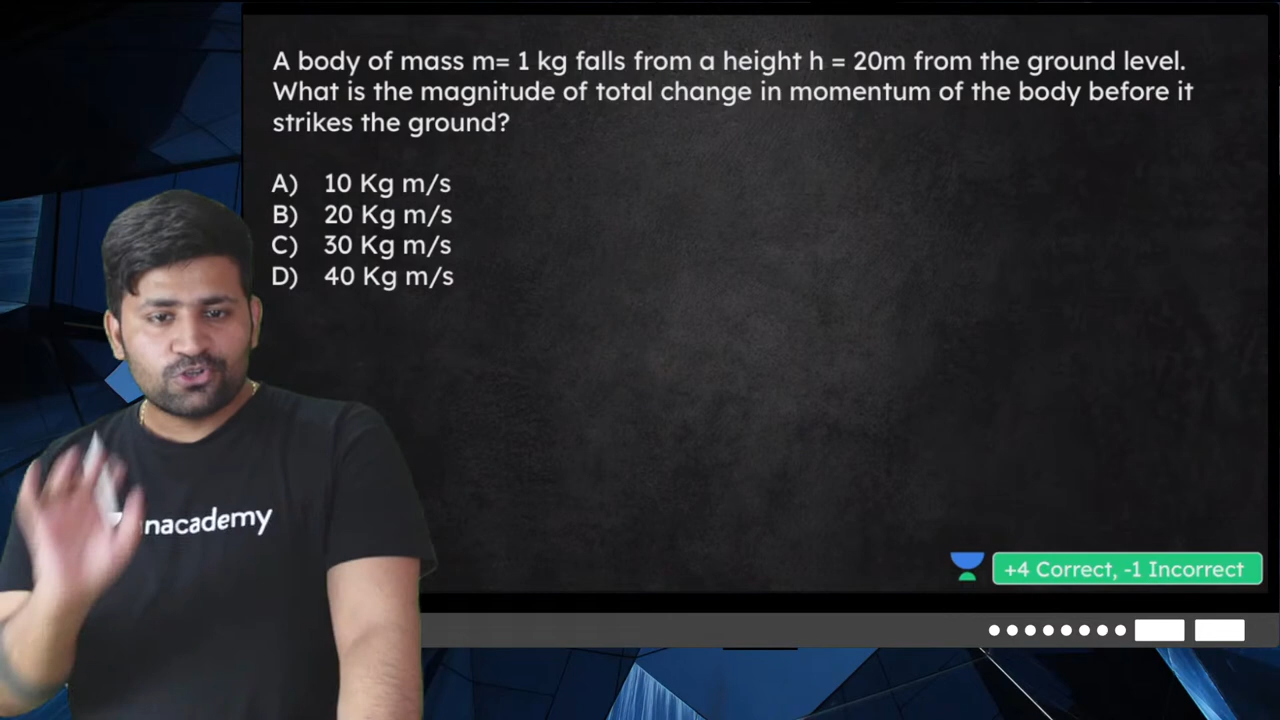 A body of mass m= 1 kg falls from a height h = 20m from the ground level.
What is the magnitude of total change in momentum of the body before it
strikes the ground?
A) 10 Kg m/s
B) 20 Kg m/s
C) 30 Kg m/s
D) 40 Kg m/s
nacademy
+4 Correct, -1 Incorrect